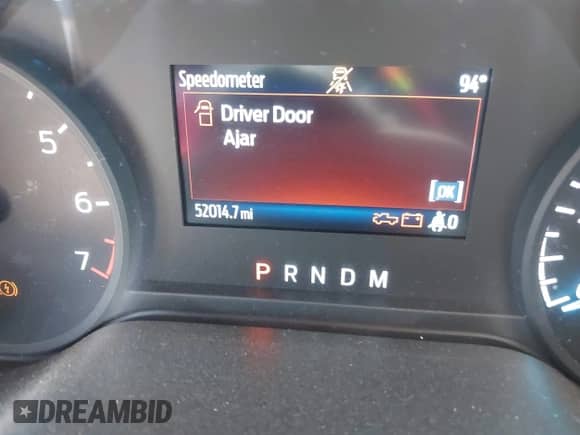 Speedometer 94°
Driver Door
Ajar
OK
52014.7 mi 0
5
6
7
P R N D M
DREAMBID